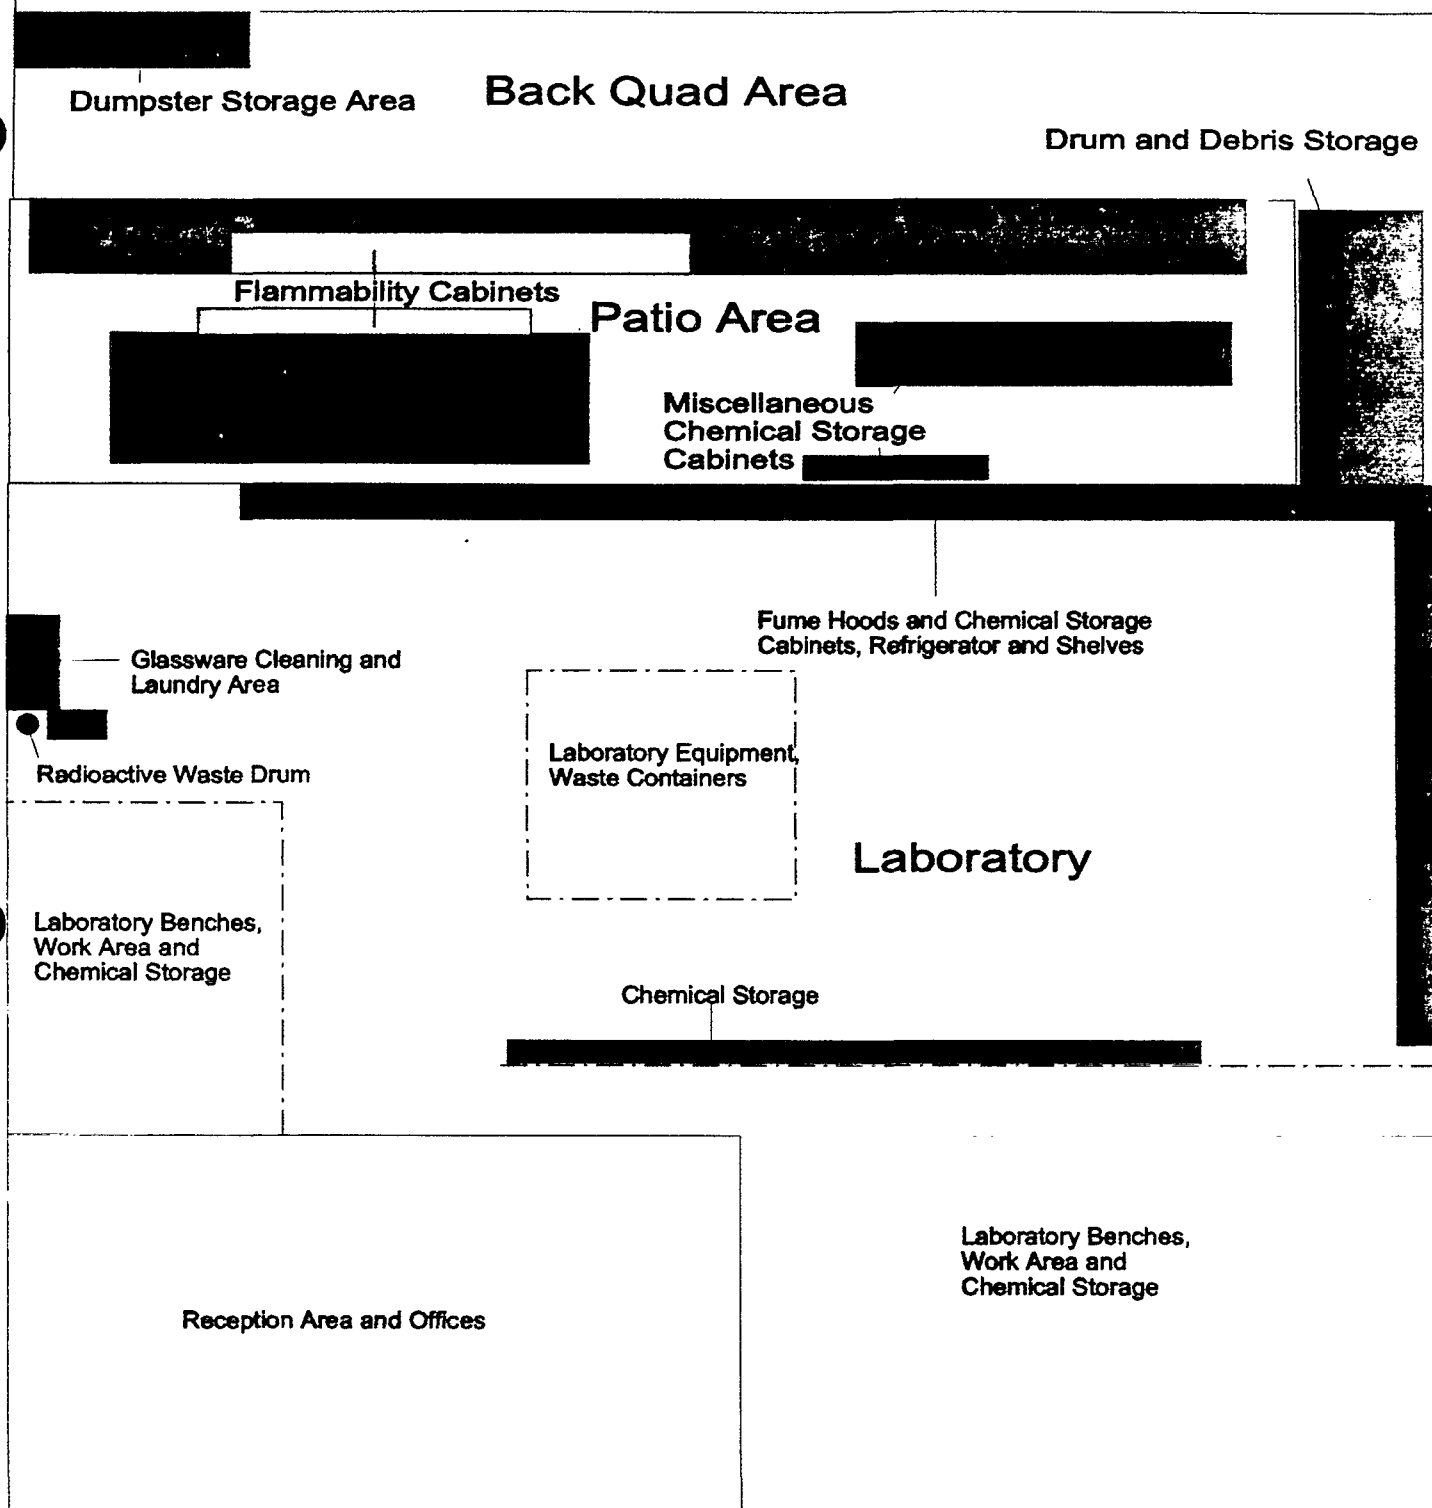 Back Quad Area
Dumpster Storage Area
Drum and Debris Storage
Flammability Cabinets
Patio Area
Miscellaneous
Chemical Storage
Cabinets
Fume Hoods and Chemical Storage
Cabinets, Refrigerator and Shelves
Glassware Cleaning and
Laundry Area
Radioactive Waste Drum
Laboratory Equipment,
Waste Containers
Laboratory
Laboratory Benches,
Work Area and
Chemical Storage
Chemical Storage
Laboratory Benches,
Work Area and
Chemical Storage
Reception Area and Offices